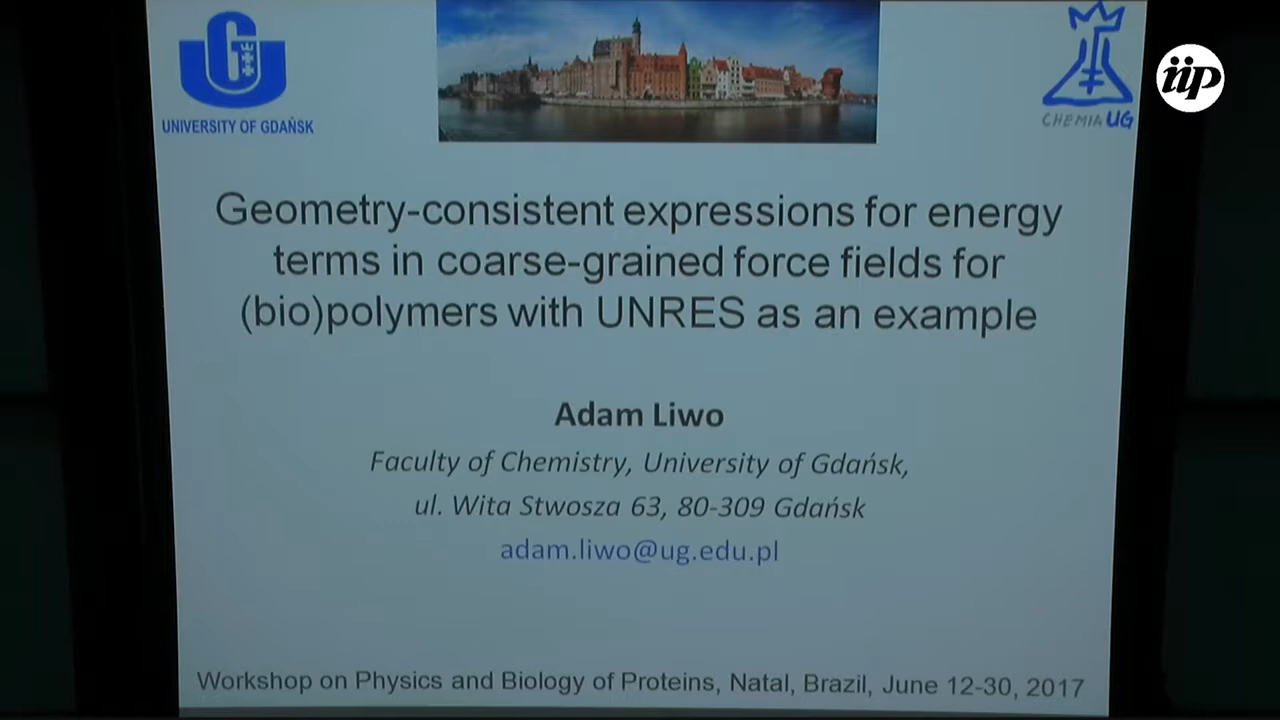 UNIVERSITY OF GDAŃSK
CHEMIA UG
iip
Geometry-consistent expressions for energy
terms in coarse-grained force fields for
(bio)polymers with UNRES as an example
Adam Liwo
Faculty of Chemistry, University of Gdańsk,
ul. Wita Stwosza 63, 80-309 Gdańsk
adam.liwo@ug.edu.pl
Workshop on Physics and Biology of Proteins, Natal, Brazil, June 12-30, 2017